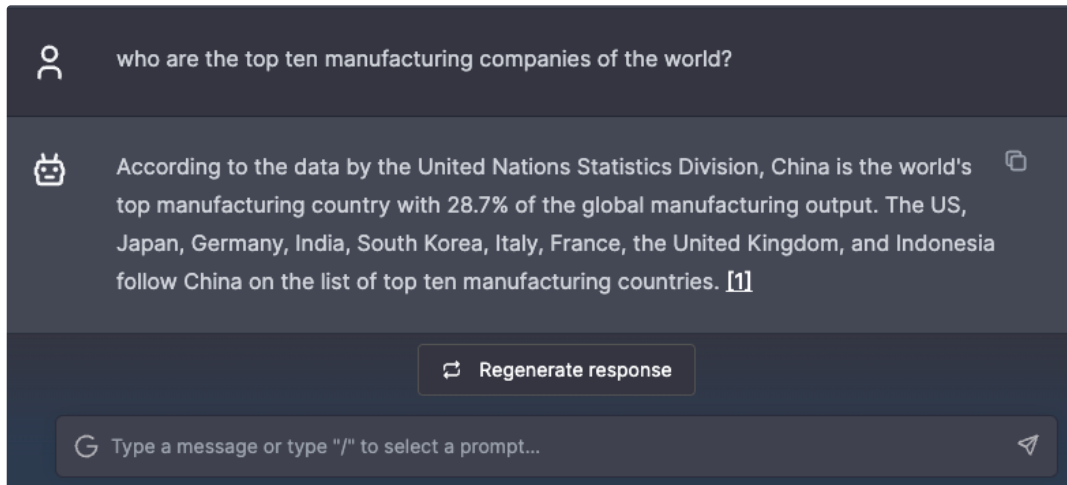 who are the top ten manufacturing companies of the world?
According to the data by the United Nations Statistics Division, China is the world's
top manufacturing country with 28.7% of the global manufacturing output. The US,
Japan, Germany, India, South Korea, Italy, France, the United Kingdom, and Indonesia
follow China on the list of top ten manufacturing countries. [1]
Regenerate response
Type a message or type "/" to select a prompt...